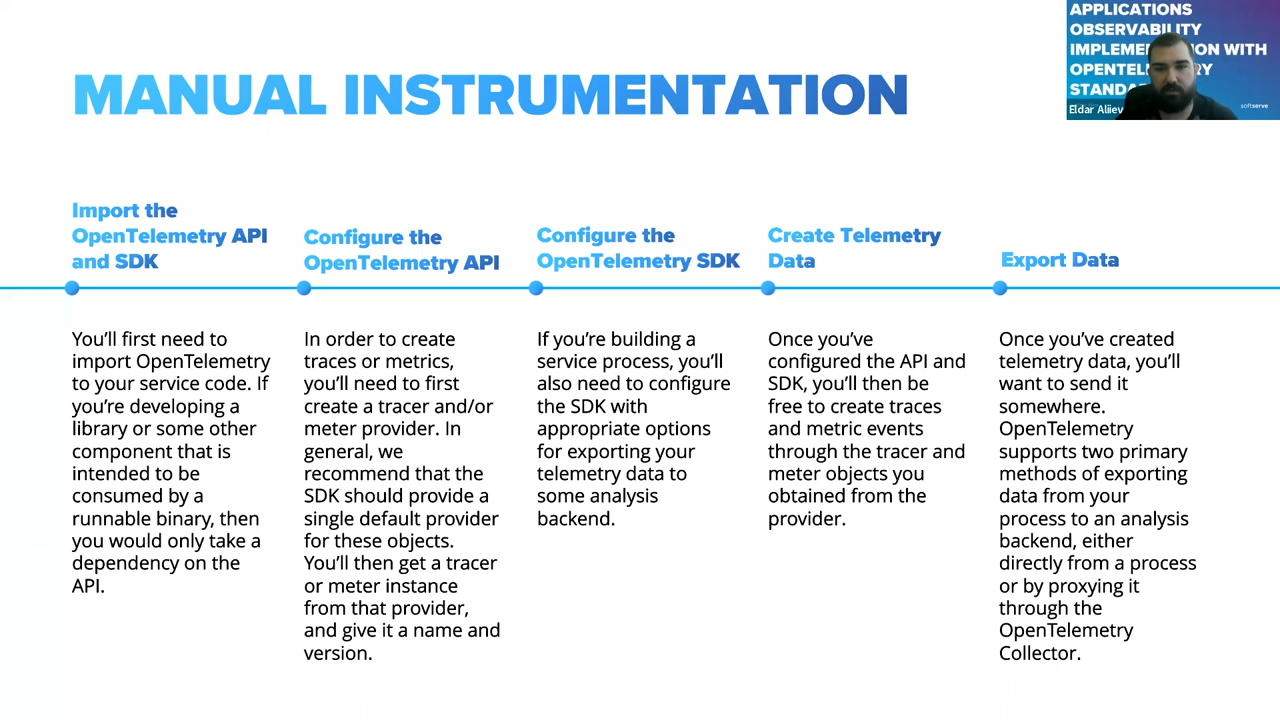 MANUAL INSTRUMENTATION
APPLICATIONS
OBSERVABILITY
ON WITH
STANDA
Eldar Aliiev
softserve
Import the
OpenTelemetry API
and SDK
You'll first need to
import OpenTelemetry
to your service code. If
you're developing a
library or some other
component that is
intended to be
consumed by a
runnable binary, then
you would only take a
dependency on the
API.
Configure the
OpenTelemetry API
In order to create
traces or metrics,
you'll need to first
create a tracer and/or
meter provider. In
general, we
recommend that the
SDK should provide a
single default provider
for these objects.
You'll then get a tracer
or meter instance
from that provider,
and give it a name and
version.
Configure the
OpenTelemetry SDK
If you're building a
service process, you'll
also need to configure
the SDK with
appropriate options
for exporting your
telemetry data to
some analysis
backend.
Create Telemetry
Data
Once you've
configured the API and
SDK, you'll then be
free to create traces
and metric events
through the tracer and
meter objects you
obtained from the
provider.
Export Data
Once you've created
telemetry data, you'll
want to send it
somewhere.
OpenTelemetry
supports two primary
methods of exporting
data from your
process to an analysis
backend, either
directly from a process
or by proxying it
through the
OpenTelemetry
Collector.